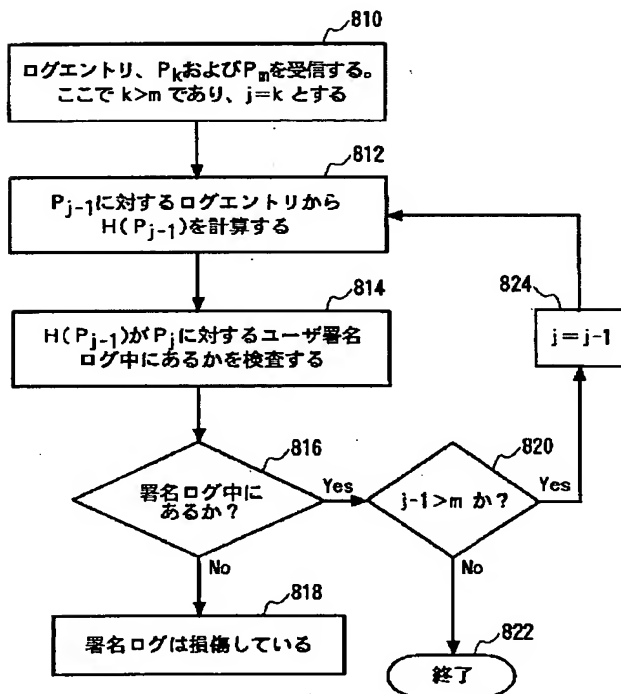 810
ログエントリ、PkおよびPmを受信する。
ここで k>m であり、j=k とする
812
Pj-1に対するログエントリから
H(Pj-1)を計算する
814
H(Pj-1)がPjに対するユーザ署名
ログ中にあるかを検査する
824
j=j-1
816
署名ログ中に
あるか?
Yes
820
j-1>m か?
Yes
No
818
署名ログは損傷している
No
822
終了